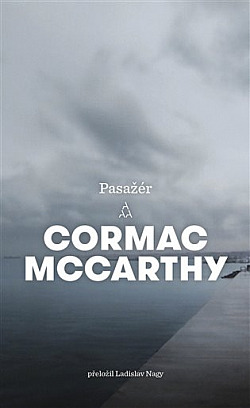 Pasažér
CORMAC
MCCARTHY
přeložil Ladislav Nagy